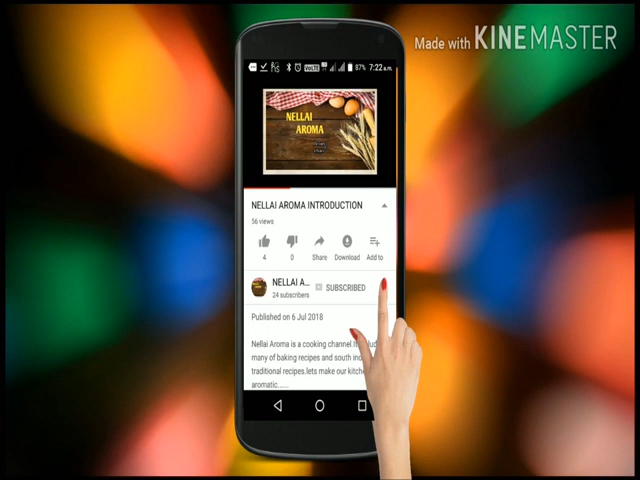 Made with KINEMASTER
VoLTE 87% 7:22 a.m.
NELLAI
AROMA
NELLAI AROMA INTRODUCTION
56 views
4 0 Share Download Add to
NELLAI A... SUBSCRIBED
24 subscribers
Published on 6 Jul 2018
Nellai Aroma is a cooking channel.It
many of baking recipes and south
traditional recipes.lets make our
aromatic......